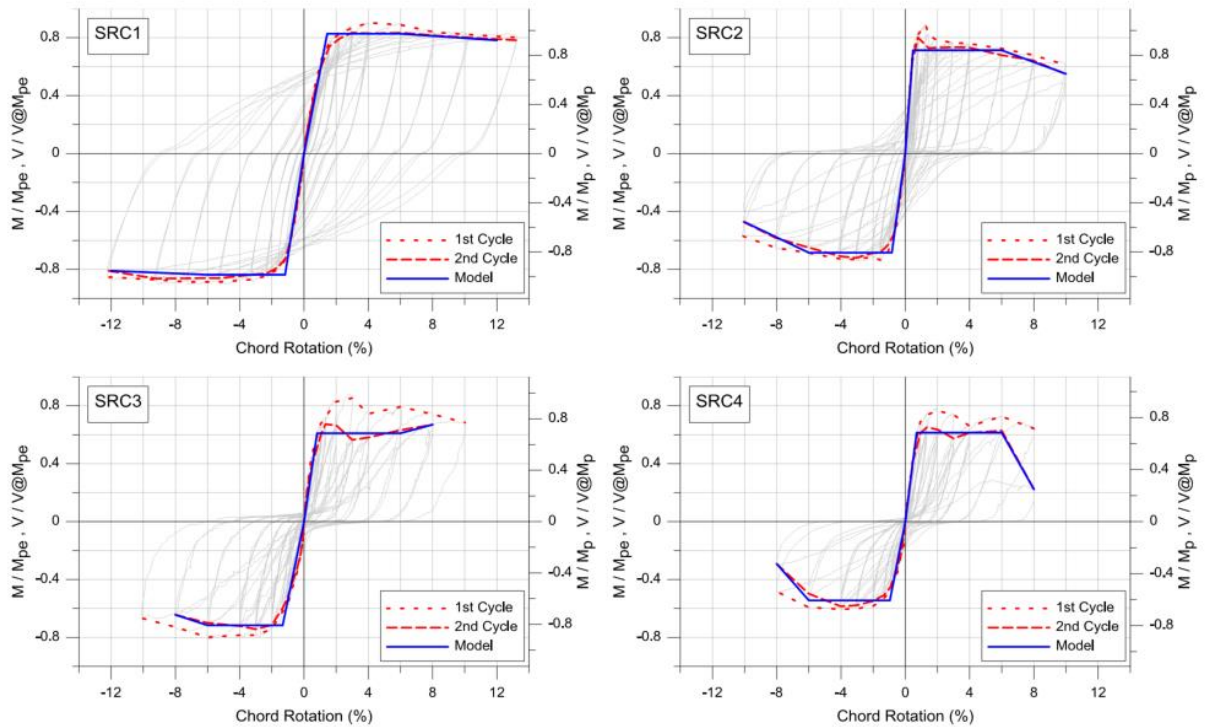 SRC1
M / Mpe , V / V@Mpe
0.8
0.4
0
-0.4
-0.8
0.8
0.4
0
-0.4
-0.8
M / Mp , V / V@Mp
1st Cycle
2nd Cycle
Model
-12 -8 -4 0 4 8 12
Chord Rotation (%)
SRC2
M / Mpe , V / V@Mpe
0.8
0.4
0
-0.4
-0.8
0.8
0.4
0
-0.4
-0.8
M / Mp , V / V@Mp
1st Cycle
2nd Cycle
Model
-12 -8 -4 0 4 8 12
Chord Rotation (%)
SRC3
M / Mpe , V / V@Mpe
0.8
0.4
0
-0.4
-0.8
0.8
0.4
0
-0.4
-0.8
M / Mp , V / V@Mp
1st Cycle
2nd Cycle
Model
-12 -8 -4 0 4 8 12
Chord Rotation (%)
SRC4
M / Mpe , V / V@Mpe
0.8
0.4
0
-0.4
-0.8
0.8
0.4
0
-0.4
-0.8
M / Mp , V / V@Mp
1st Cycle
2nd Cycle
Model
-12 -8 -4 0 4 8 12
Chord Rotation (%)